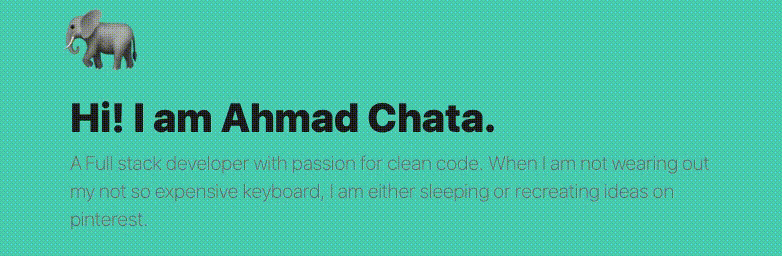 Hi! I am Ahmad Chata.
A Full stack developer with passion for clean code. When I am not wearing out
my not so expensive keyboard, I am either sleeping or recreating ideas on
pinterest.